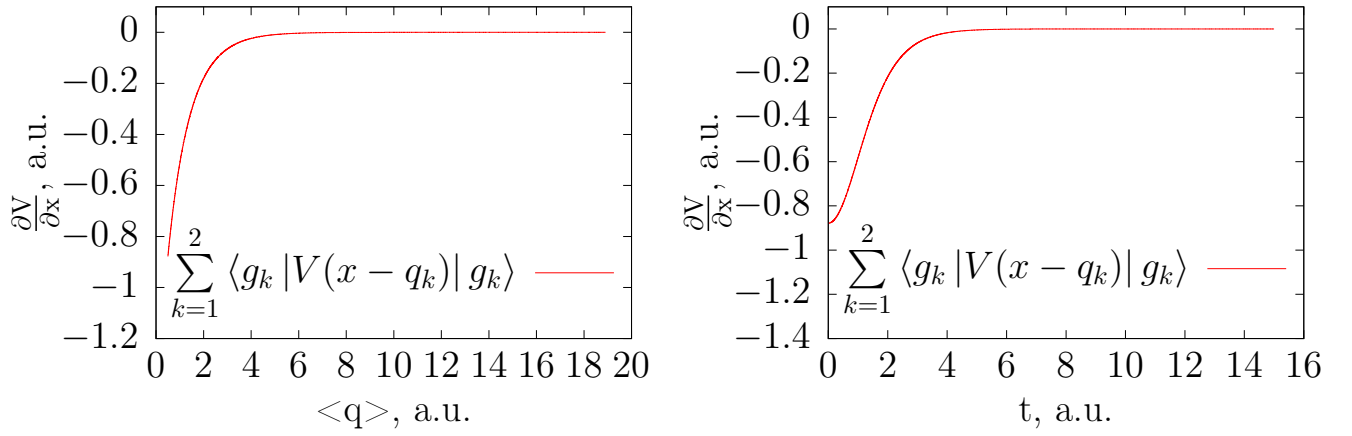 0
−0.2
−0.4
−0.6
−0.8
−1
−1.2
0 2 4 6 8 10 12 14 16 18 20
∂V/∂x, a.u.
<q>, a.u.
∑_{k=1}^{2} ⟨g_k |V(x − q_k)| g_k⟩
0
−0.2
−0.4
−0.6
−0.8
−1
−1.2
−1.4
0 2 4 6 8 10 12 14 16
∂V/∂x, a.u.
t, a.u.
∑_{k=1}^{2} ⟨g_k |V(x − q_k)| g_k⟩